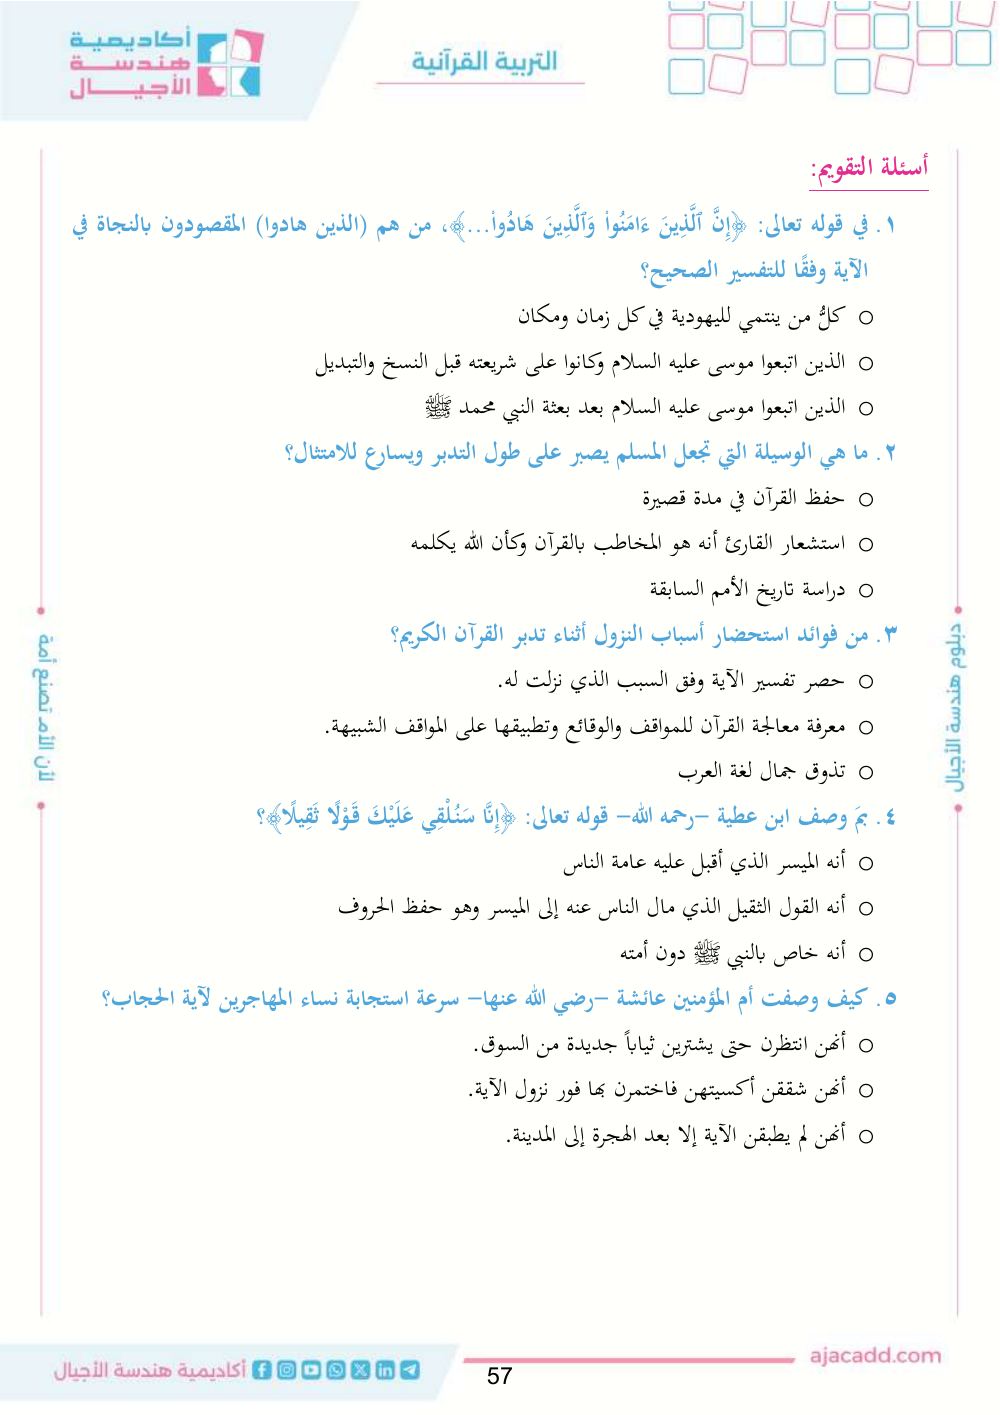 أكاديمية
هندسة
الأجيال
التربية القرآنية
أسئلة التقويم:
١. في قوله تعالى: ﴿إِنَّ ٱلَّذِينَ ءَامَنُواْ وَٱلَّذِينَ هَادُواْ...﴾، من هم (الذين هادوا) المقصودون بالنجاة في
الآية وفقًا للتفسير الصحيح؟
○ كلُّ من ينتمي لليهودية في كل زمان ومكان
○ الذين اتبعوا موسى عليه السلام وكانوا على شريعته قبل النسخ والتبديل
○ الذين اتبعوا موسى عليه السلام بعد بعثة النبي محمد ﷺ
٢. ما هي الوسيلة التي تجعل المسلم يصبر على طول التدبر ويسارع للامتثال؟
○ حفظ القرآن في مدة قصيرة
○ استشعار القارئ أنه هو المخاطب بالقرآن وكأن الله يكلمه
○ دراسة تاريخ الأمم السابقة
٣. من فوائد استحضار أسباب النزول أثناء تدبر القرآن الكريم؟
○ حصر تفسير الآية وفق السبب الذي نزلت له.
○ معرفة معالجة القرآن للمواقف والوقائع وتطبيقها على المواقف الشبيهة.
○ تذوق جمال لغة العرب
٤. بمَ وصف ابن عطية –رحمه الله– قوله تعالى: ﴿إِنَّا سَنُلْقِي عَلَيْكَ قَوْلًا ثَقِيلًا﴾؟
○ أنه الميسر الذي أقبل عليه عامة الناس
○ أنه القول الثقيل الذي مال الناس عنه إلى الميسر وهو حفظ الحروف
○ أنه خاص بالنبي ﷺ دون أمته
٥. كيف وصفت أم المؤمنين عائشة –رضي الله عنها– سرعة استجابة نساء المهاجرين لآية الحجاب؟
○ أنهن انتظرن حتى يشترين ثياباً جديدة من السوق.
○ أنهن شققن أكسيتهن فاختمرن بها فور نزول الآية.
○ أنهن لم يطبقن الآية إلا بعد الهجرة إلى المدينة.
دبلوم هندسة الأجيال
لأن الأم تصنع أمة
ajacadd.com
57
أكاديمية هندسة الأجيال